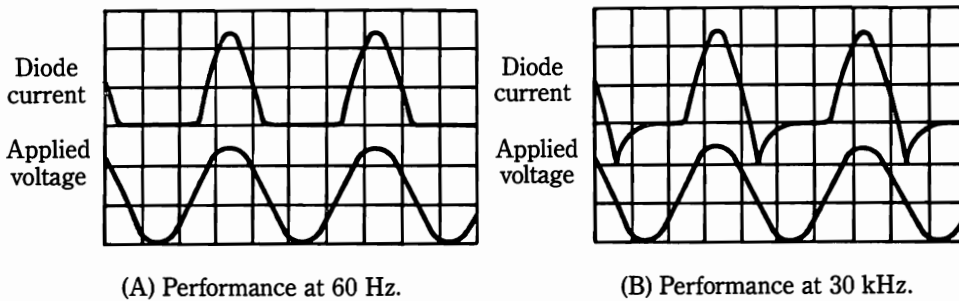 Diode
current
Applied
voltage
(A) Performance at 60 Hz.
Diode
current
Applied
voltage
(B) Performance at 30 kHz.